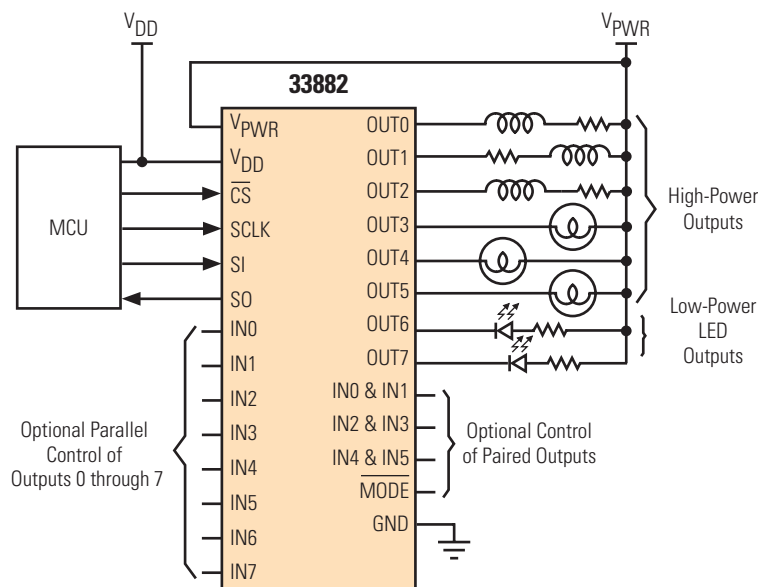 VDD
VPWR
33882
VPWR
VDD
CS
SCLK
SI
SO
IN0
IN1
IN2
IN3
IN4
IN5
IN6
IN7
MCU
Optional Parallel
Control of
Outputs 0 through 7
OUT0
OUT1
OUT2
OUT3
OUT4
OUT5
OUT6
OUT7
IN0 & IN1
IN2 & IN3
IN4 & IN5
MODE
GND
High-Power
Outputs
Low-Power
LED
Outputs
Optional Control
of Paired Outputs